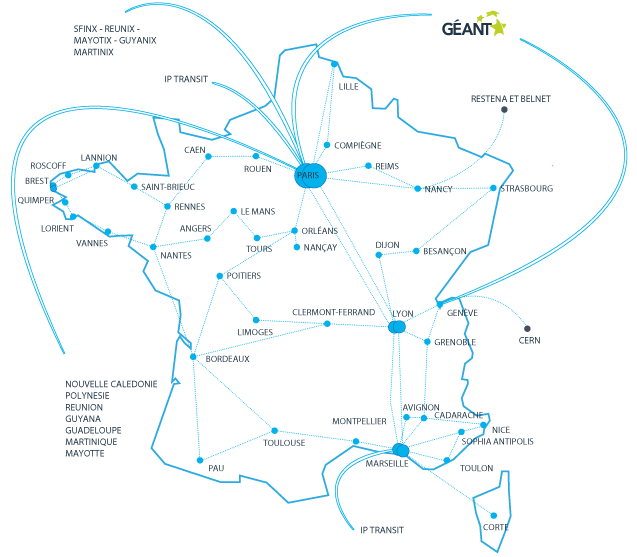 SFINX - REUNIX -
MAYOTIX - GUYANIX
MARTINIX
GÉANT
IP TRANSIT
LILLE
RESTENA ET BELNET
COMPIÈGNE
CAEN
ROUEN
LANNION
ROSCOFF
REIMS
PARIS
BREST
SAINT-BRIEUC
NANCY
STRASBOURG
QUIMPER
RENNES
LE MANS
LORIENT
ANGERS
ORLÉANS
VANNES
TOURS
NANÇAY
DIJON
BESANÇON
NANTES
POITIERS
CLERMONT-FERRAND
LYON
GENÈVE
LIMOGES
GRENOBLE
CERN
BORDEAUX
NOUVELLE CALEDONIE
POLYNESIE
REUNION
GUYANA
GUADELOUPE
MARTINIQUE
MAYOTTE
AVIGNON
CADARACHE
MONTPELLIER
NICE
TOULOUSE
SOPHIA ANTIPOLIS
PAU
MARSEILLE
TOULON
IP TRANSIT
CORTE